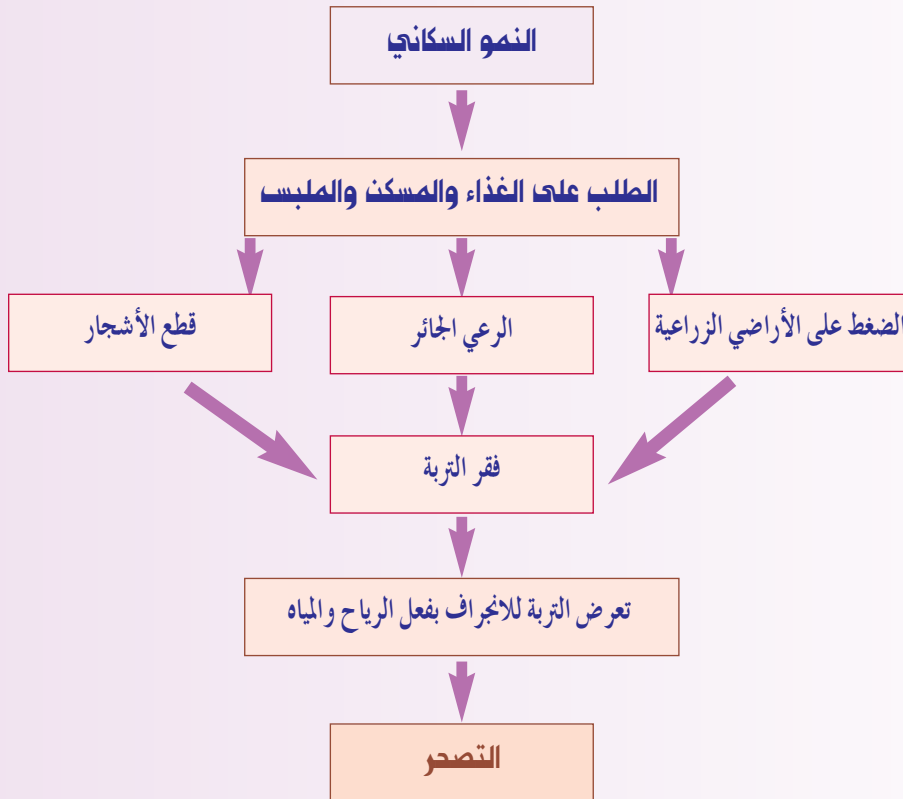 النمو السكاني
الطلب على الغذاء والمسكن والملبس
الضغط على الأراضي الزراعية
الرعي الجائر
قطع الأشجار
فقر التربة
تعرض التربة للانجراف بفعل الرياح والمياه
التصحر